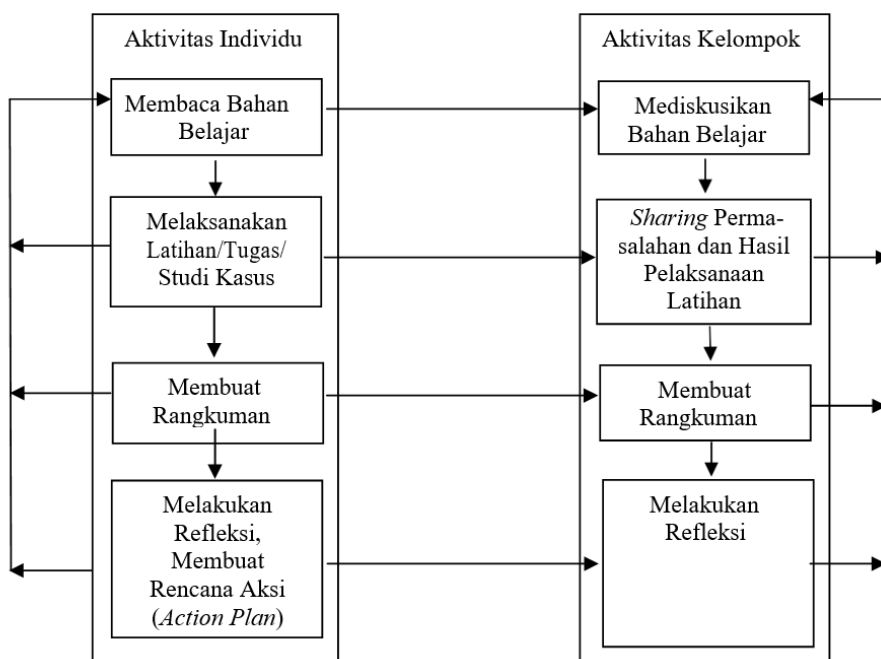 Aktivitas Individu
Membaca Bahan
Belajar
Melaksanakan
Latihan/Tugas/
Studi Kasus
Membuat
Rangkuman
Melakukan
Refleksi,
Membuat
Rencana Aksi
(Action Plan)
Aktivitas Kelompok
Mediskusikan
Bahan Belajar
Sharing Perma-
salahan dan Hasil
Pelaksanaan
Latihan
Membuat
Rangkuman
Melakukan
Refleksi